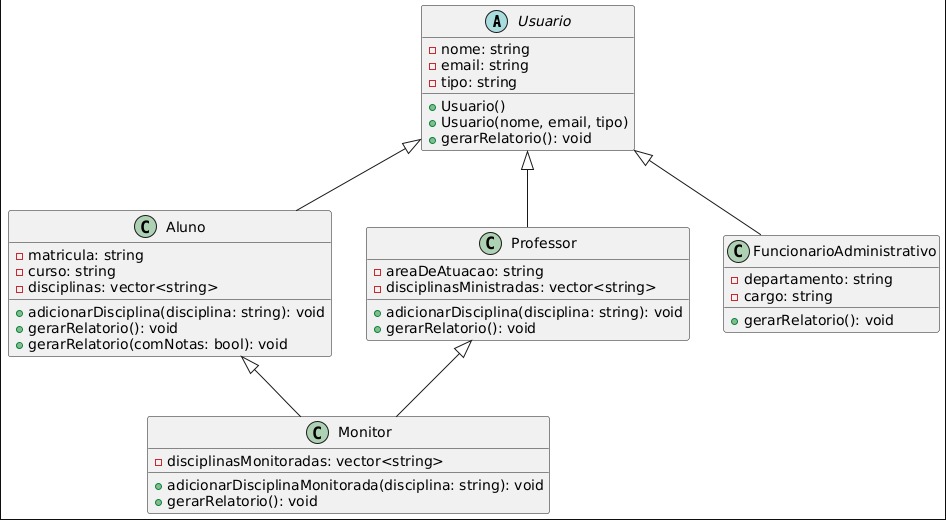 A Usuario
nome: string
email: string
tipo: string
Usuario()
Usuario(nome, email, tipo)
gerarRelatorio(): void
C Aluno
matricula: string
curso: string
disciplinas: vector<string>
adicionarDisciplina(disciplina: string): void
gerarRelatorio(): void
gerarRelatorio(comNotas: bool): void
C Professor
areaDeAtuacao: string
disciplinasMinistradas: vector<string>
adicionarDisciplina(disciplina: string): void
gerarRelatorio(): void
C FuncionarioAdministrativo
departamento: string
cargo: string
gerarRelatorio(): void
C Monitor
disciplinasMonitoradas: vector<string>
adicionarDisciplinaMonitorada(disciplina: string): void
gerarRelatorio(): void